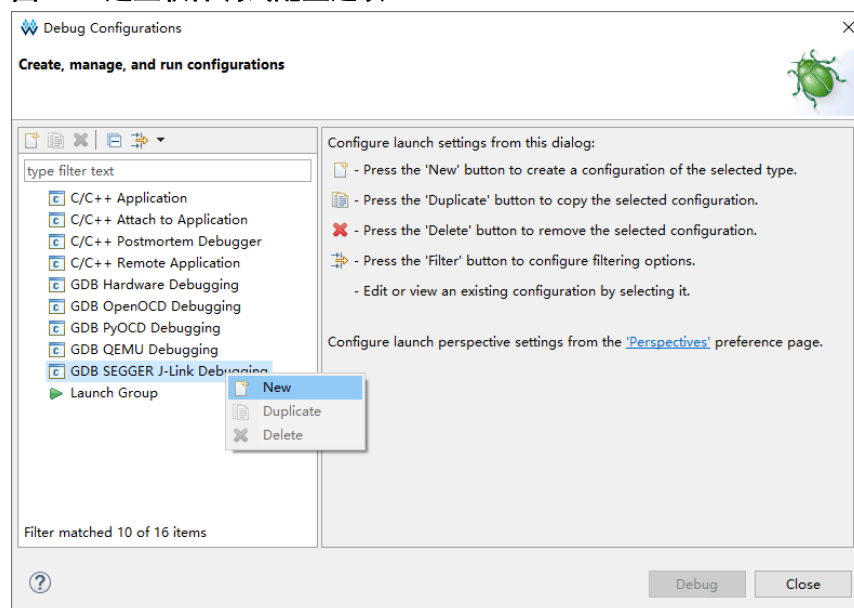 Debug Configurations
Create, manage, and run configurations
type filter text
C/C++ Application
C/C++ Attach to Application
C/C++ Postmortem Debugger
C/C++ Remote Application
GDB Hardware Debugging
GDB OpenOCD Debugging
GDB PyOCD Debugging
GDB QEMU Debugging
GDB SEGGER J-Link Debugging
Launch Group
New
Duplicate
Delete
Filter matched 10 of 16 items
Configure launch settings from this dialog:
- Press the 'New' button to create a configuration of the selected type.
- Press the 'Duplicate' button to copy the selected configuration.
- Press the 'Delete' button to remove the selected configuration.
- Press the 'Filter' button to configure filtering options.
- Edit or view an existing configuration by selecting it.
Configure launch perspective settings from the 'Perspectives' preference page.
Debug
Close